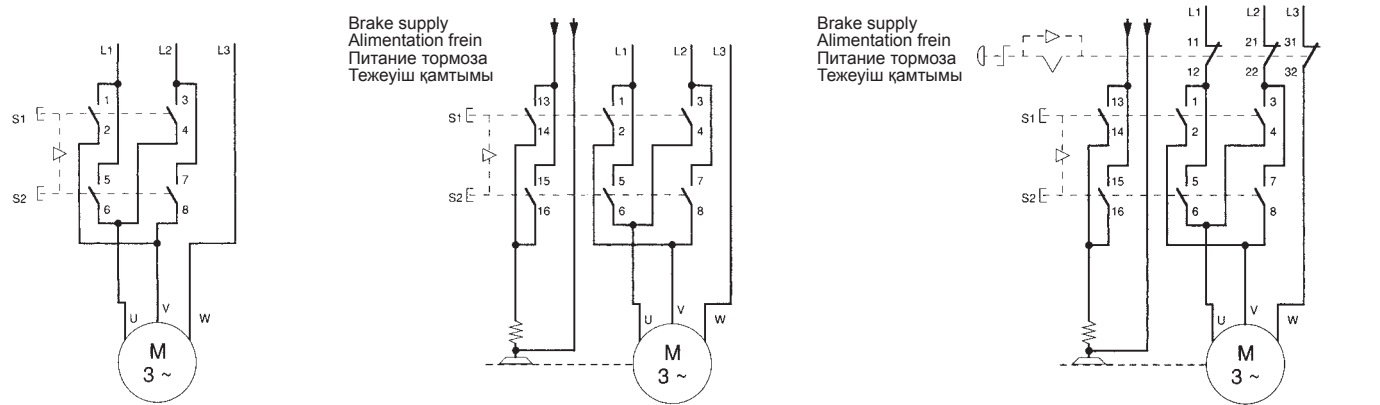 L1 L2 L3
S1 1 3
2 4
S2 5 7
6 8
U V W
M
3 ~
Brake supply
Alimentation frein
Питание тормоза
Тежеуіш қамтымы
L1 L2 L3
S1 13 1 3
14 2 4
S2 15 5 7
16 6 8
U V W
M
3 ~
Brake supply
Alimentation frein
Питание тормоза
Тежеуіш қамтымы
L1 L2 L3
11 21 31
12 22 32
S1 13 1 3
14 2 4
S2 15 5 7
16 6 8
U V W
M
3 ~